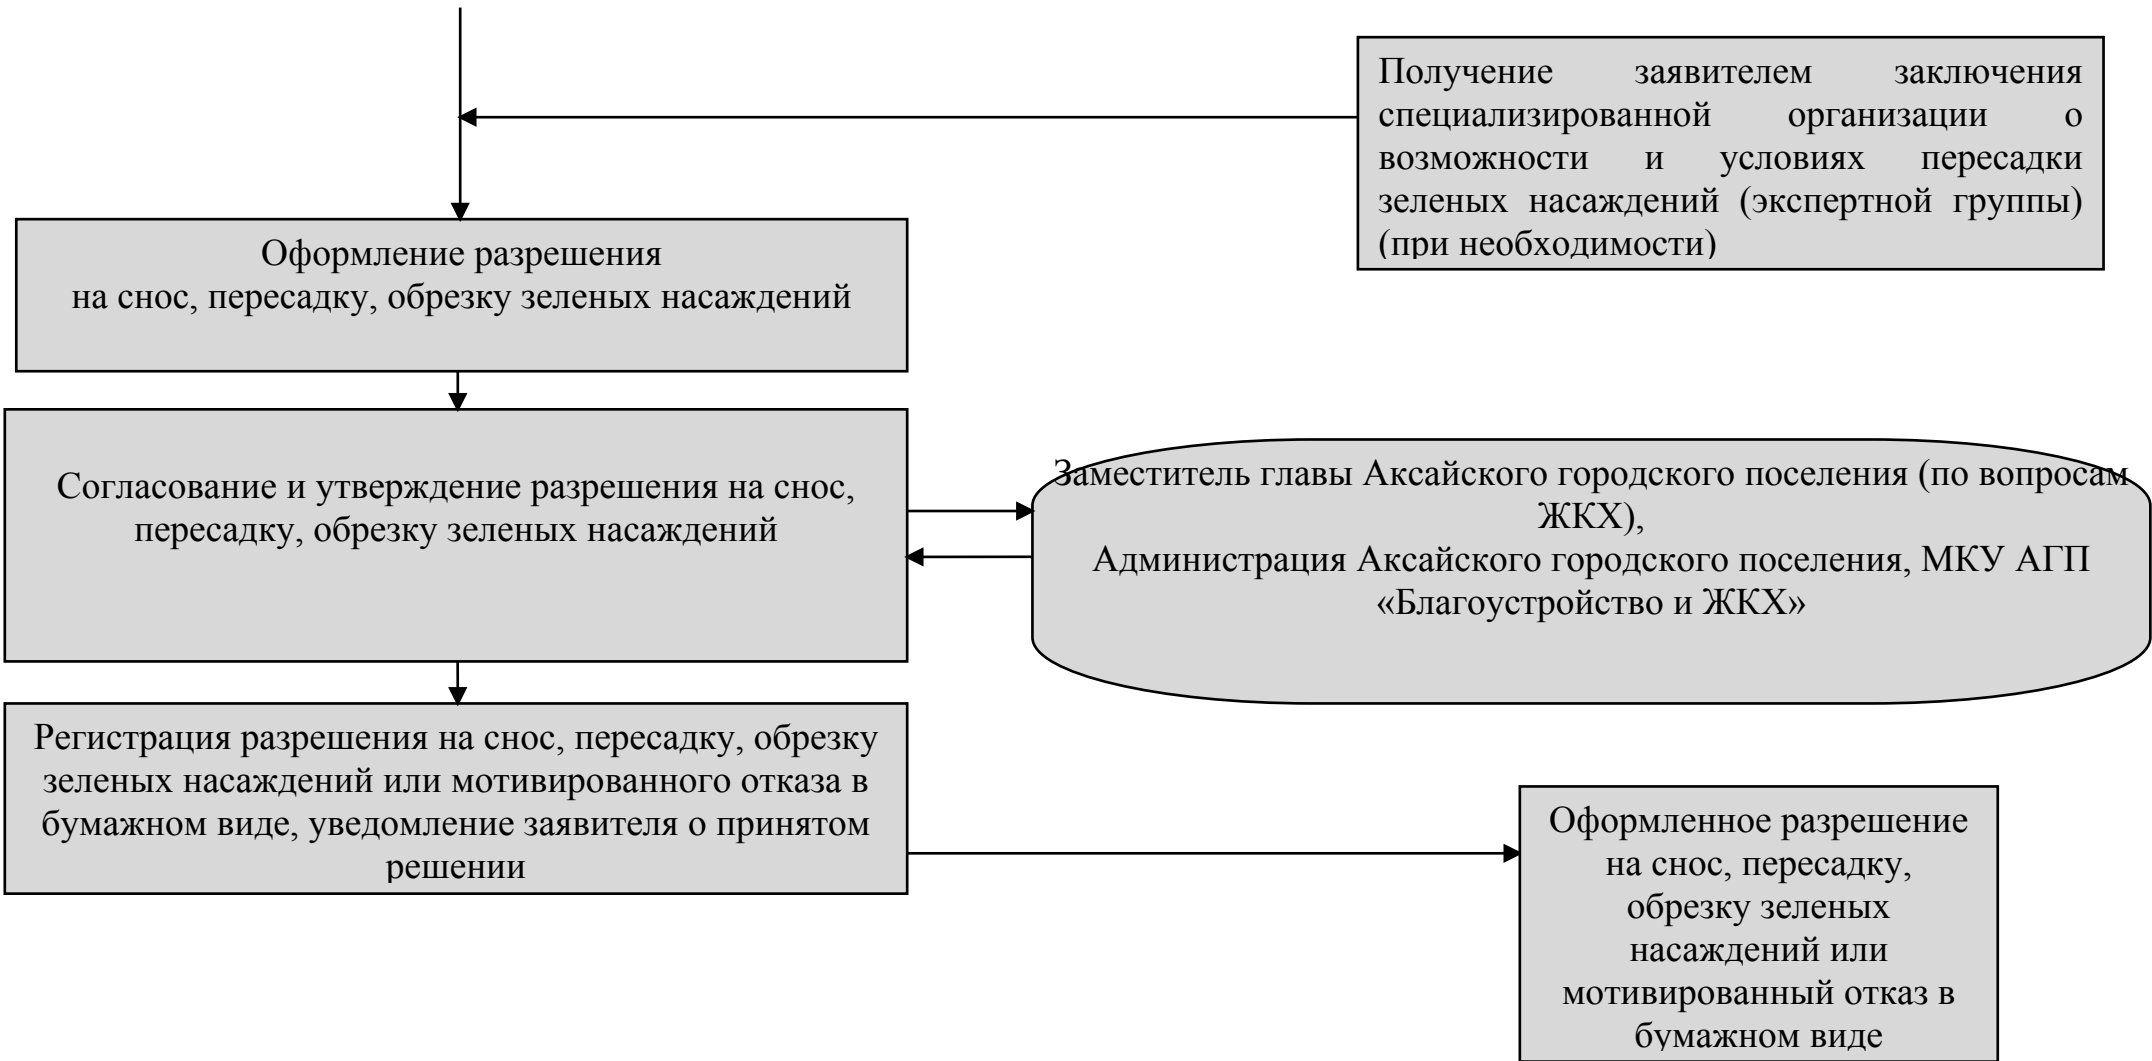 Получение заявителем заключения
специализированной организации о
возможности и условиях пересадки
зеленых насаждений (экспертной группы)
(при необходимости)
Оформление разрешения
на снос, пересадку, обрезку зеленых насаждений
Согласование и утверждение разрешения на снос,
пересадку, обрезку зеленых насаждений
Заместитель главы Аксайского городского поселения (по вопросам
ЖКХ),
Администрация Аксайского городского поселения, МКУ АГП
«Благоустройство и ЖКХ»
Регистрация разрешения на снос, пересадку, обрезку
зеленых насаждений или мотивированного отказа в
бумажном виде, уведомление заявителя о принятом
решении
Оформленное разрешение
на снос, пересадку,
обрезку зеленых
насаждений или
мотивированный отказ в
бумажном виде